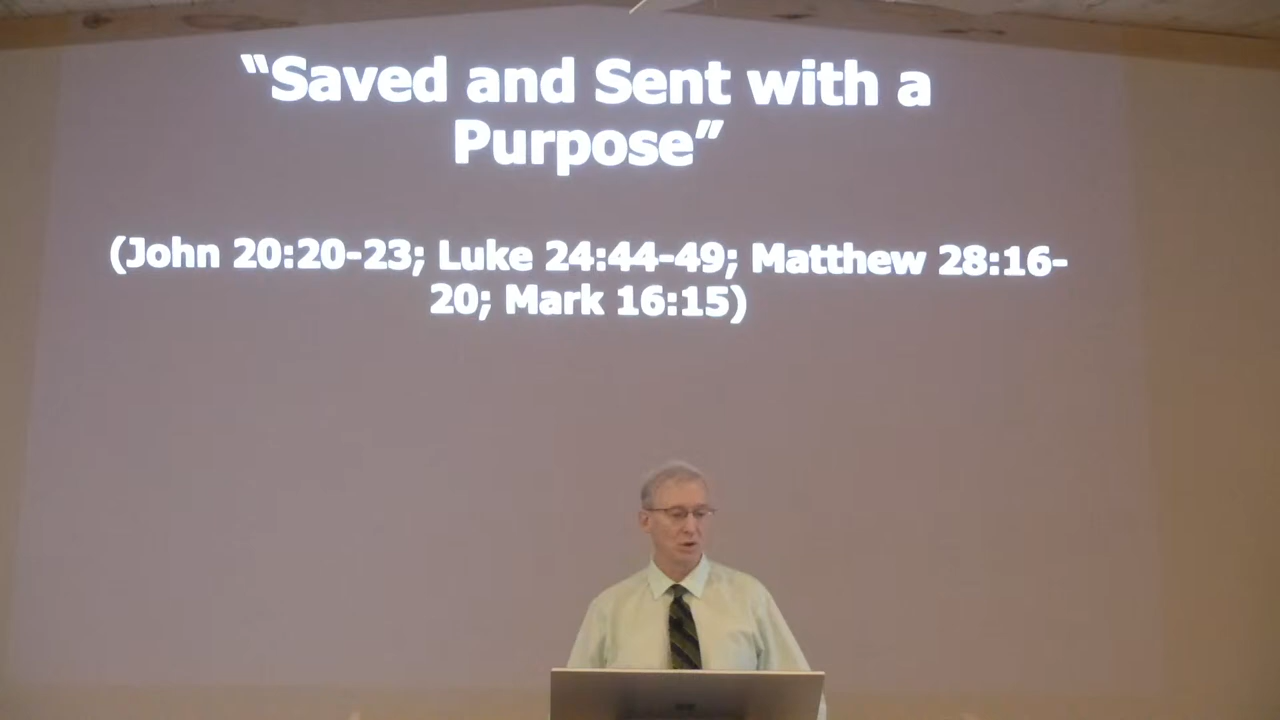 “Saved and Sent with a
Purpose”
(John 20:20-23; Luke 24:44-49; Matthew 28:16-
20; Mark 16:15)